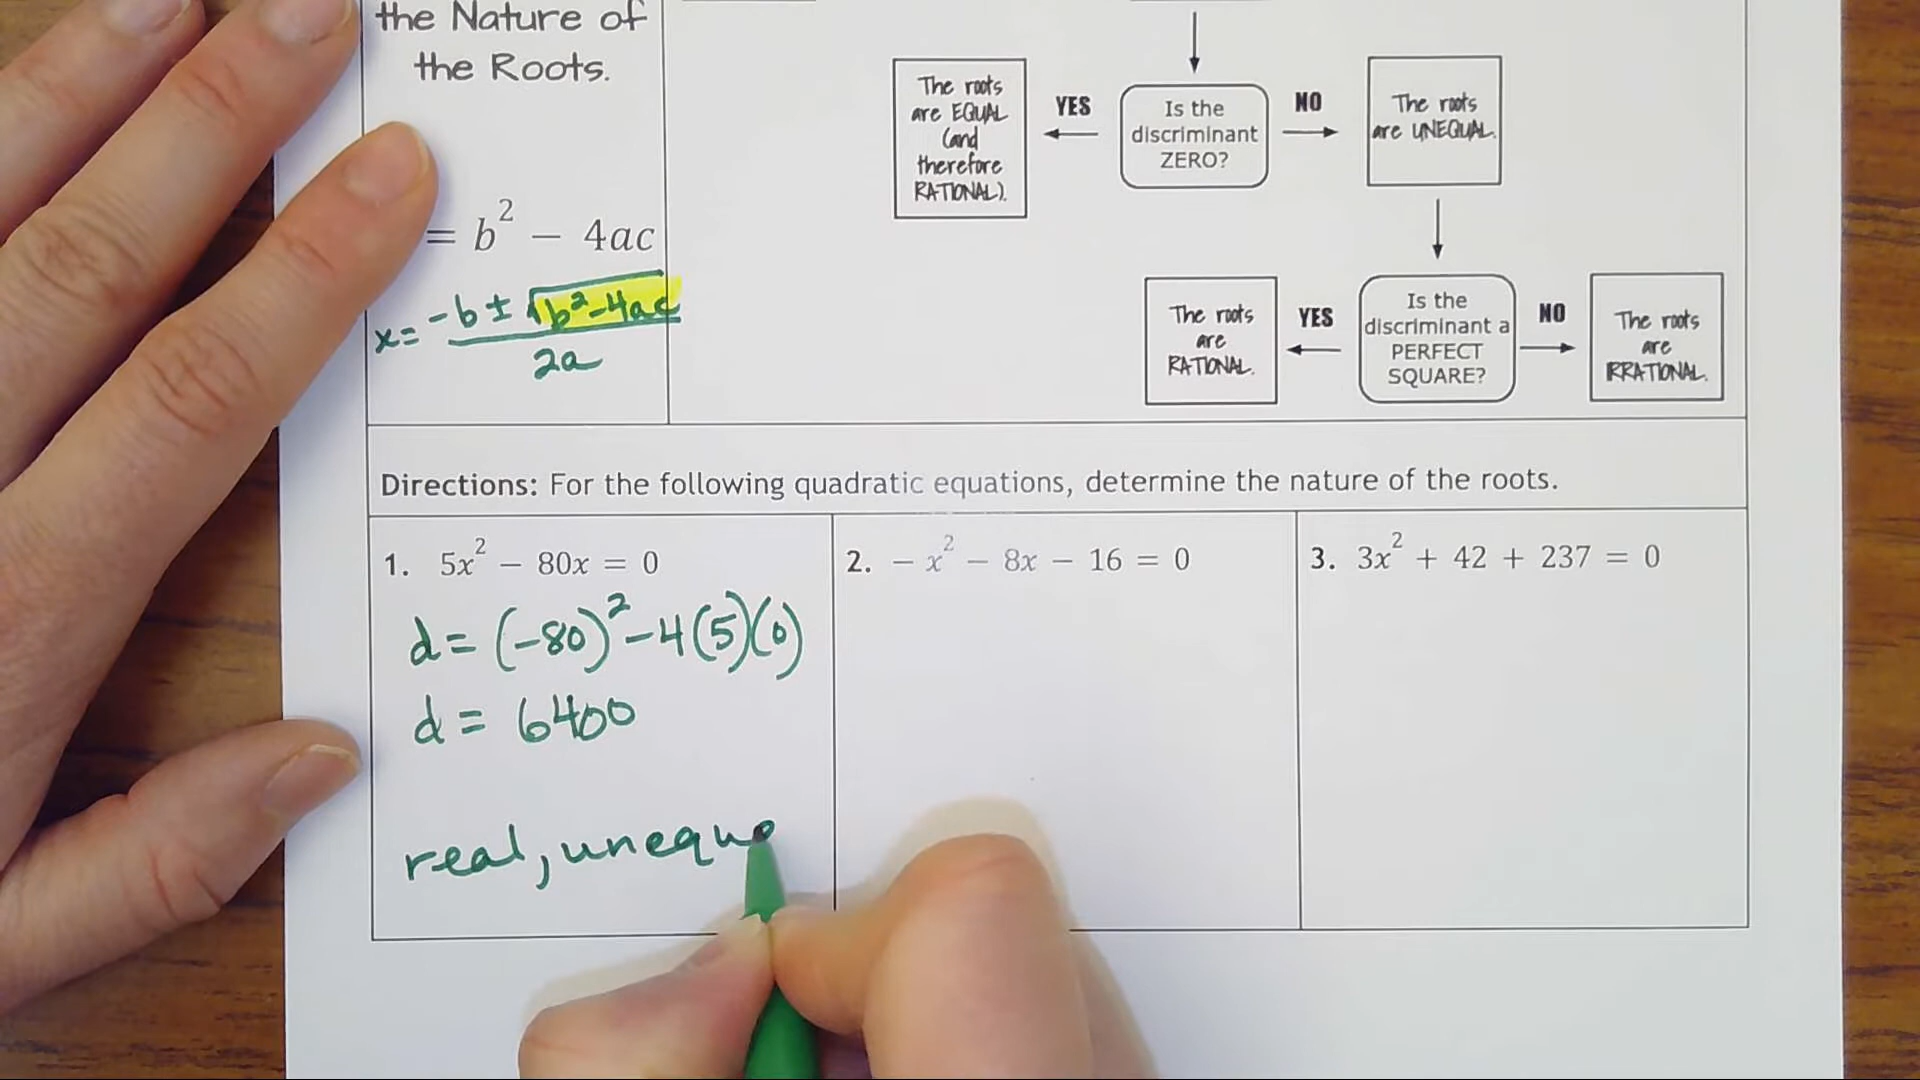 the Nature of
the Roots.
= b² − 4ac
x = -b ± √b²-4ac
2a
The roots
are EQUAL
(and
therefore
RATIONAL).
YES
Is the
discriminant
ZERO?
NO
The roots
are UNEQUAL.
The roots
are
RATIONAL.
YES
Is the
discriminant a
PERFECT
SQUARE?
NO
The roots
are
IRRATIONAL.
Directions: For the following quadratic equations, determine the nature of the roots.
1. 5x² − 80x = 0
d = (-80)² - 4(5)(0)
d = 6400
real, unequa
2. − x² − 8x − 16 = 0
3. 3x² + 42 + 237 = 0